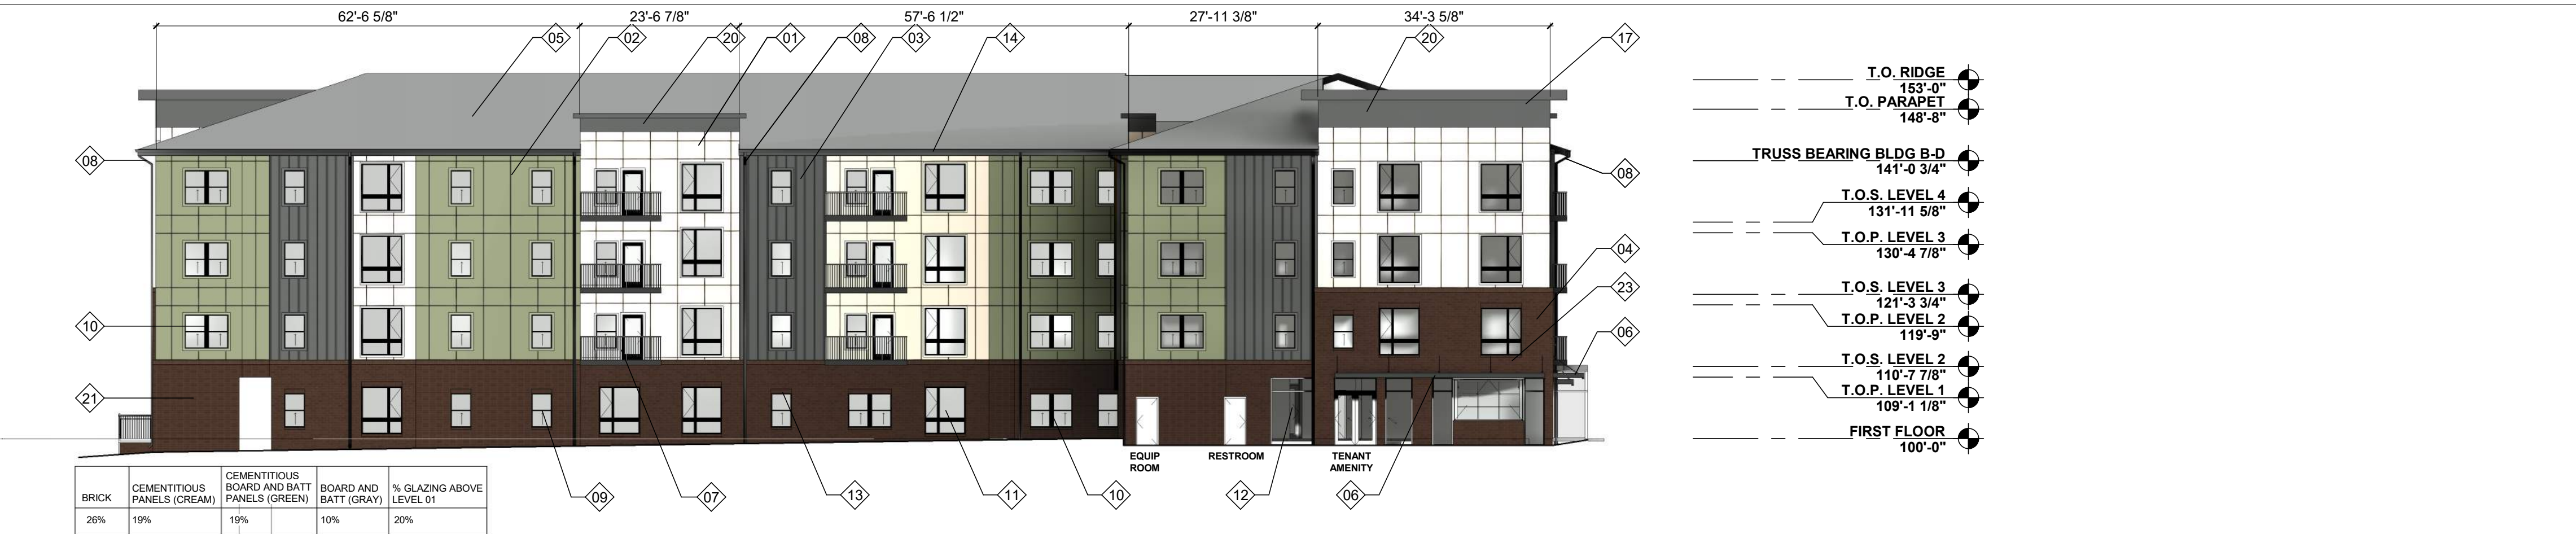 62'-6 5/8" 23'-6 7/8" 57'-6 1/2" 27'-11 3/8" 34'-3 5/8"
05 02 20 01 08 03 14 20 17
T.O. RIDGE
153'-0"
T.O. PARAPET
148'-8"
08
TRUSS BEARING BLDG B-D
141'-0 3/4"
08
T.O.S. LEVEL 4
131'-11 5/8"
T.O.P. LEVEL 3
130'-4 7/8"
04
23
T.O.S. LEVEL 3
121'-3 3/4"
10
T.O.P. LEVEL 2
119'-9"
06
T.O.S. LEVEL 2
110'-7 7/8"
21
T.O.P. LEVEL 1
109'-1 1/8"
FIRST FLOOR
100'-0"
EQUIP
ROOM
RESTROOM
TENANT
AMENITY
09 07 13 11 10 12 06
BRICK
CEMENTITIOUS
PANELS (CREAM)
CEMENTITIOUS
BOARD AND BATT
PANELS (GREEN)
BOARD AND
BATT (GRAY)
% GLAZING ABOVE
LEVEL 01
26% 19% 19% 10% 20%